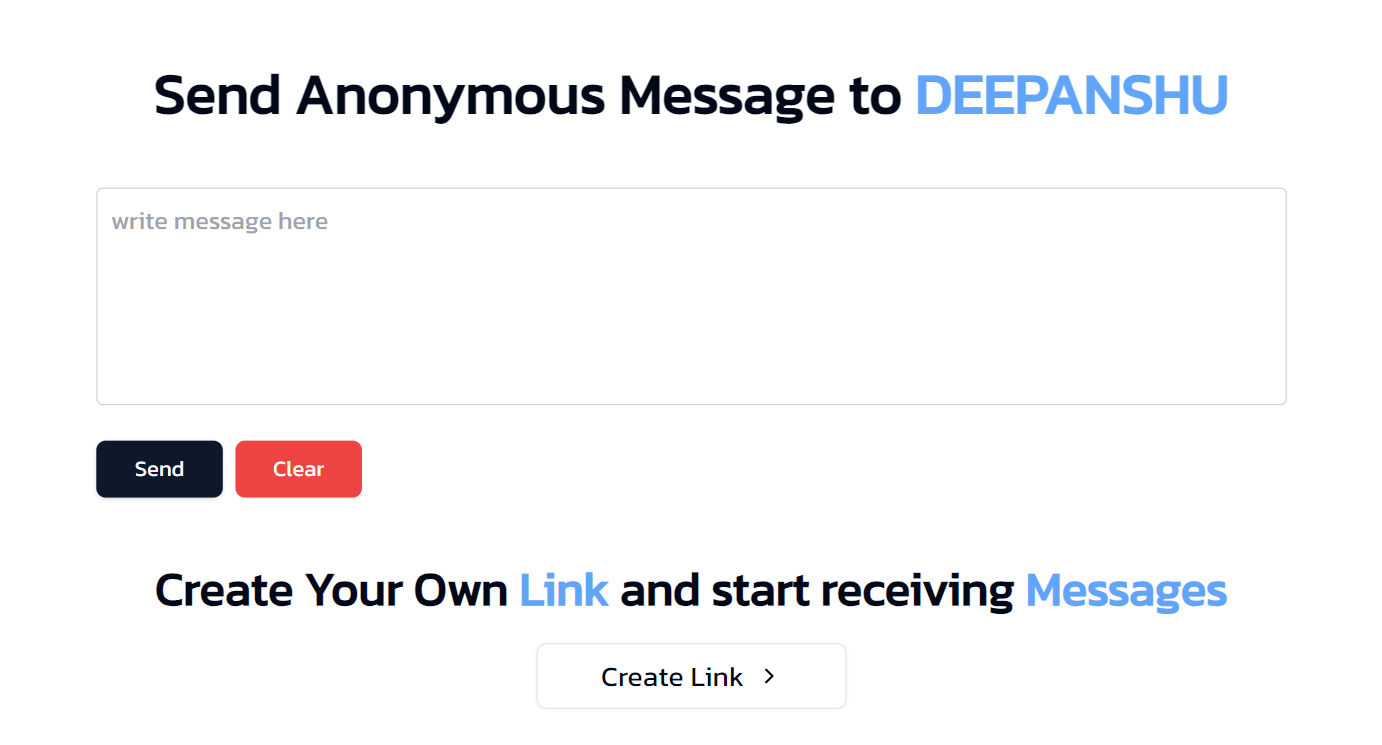 Send Anonymous Message to DEEPANSHU
write message here
Send Clear
Create Your Own Link and start receiving Messages
Create Link